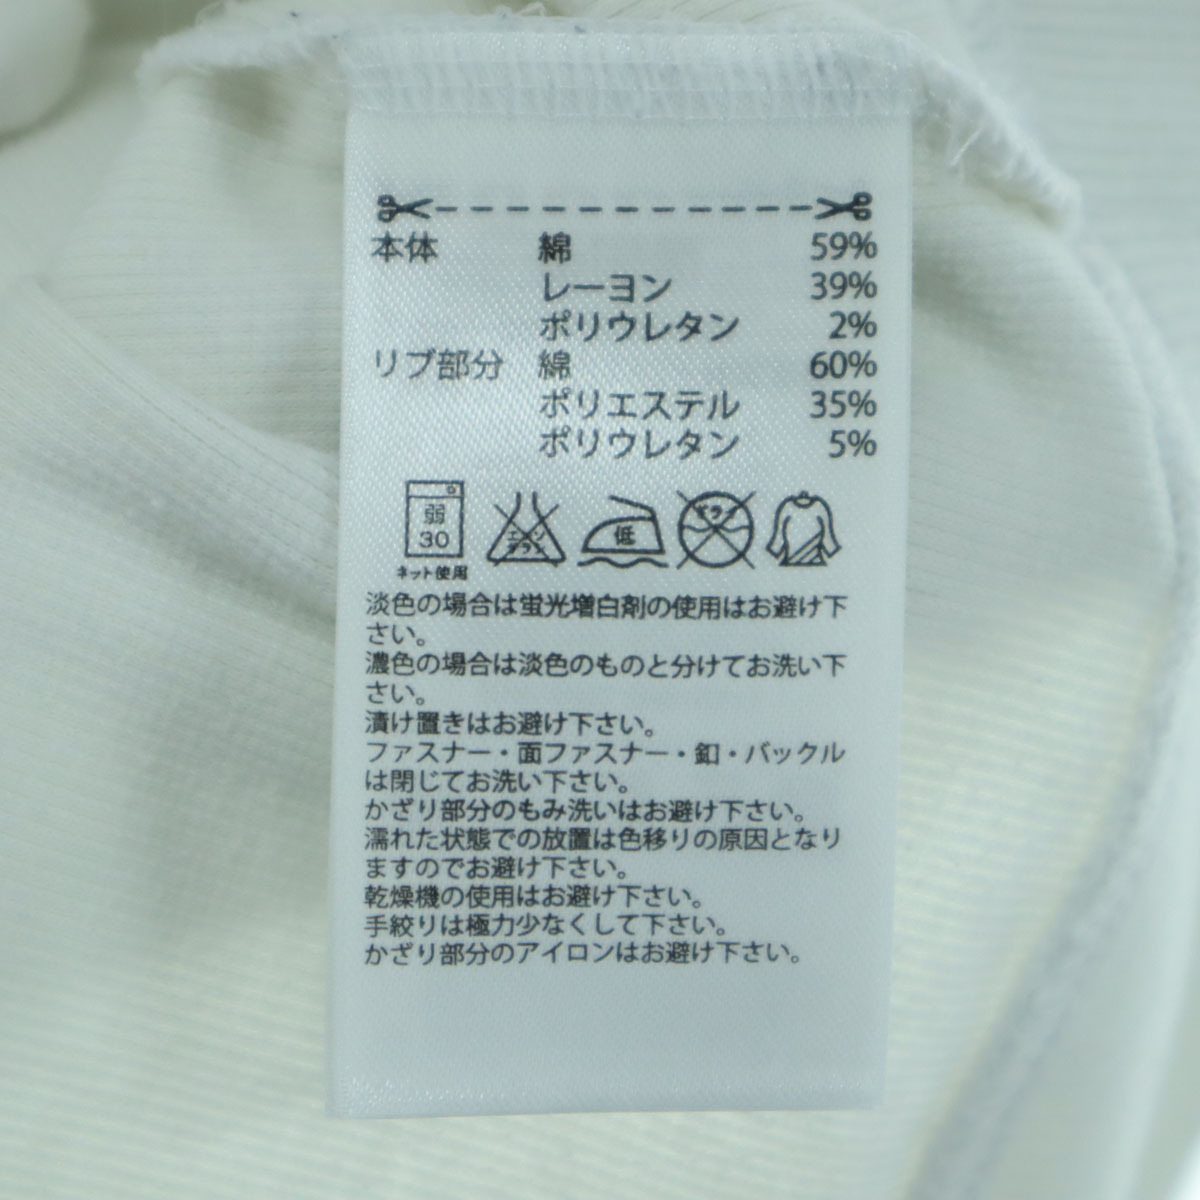 本体 綿 59%
レーヨン 39%
ポリウレタン 2%
リブ部分 綿 60%
ポリエステル 35%
ポリウレタン 5%
弱
30
ネット使用
エンソ
サラシ
低
ドライ
淡色の場合は蛍光増白剤の使用はお避け下
さい。
濃色の場合は淡色のものと分けてお洗い下
さい。
漬け置きはお避け下さい。
ファスナー・面ファスナー・釦・バックル
は閉じてお洗い下さい。
かざり部分のもみ洗いはお避け下さい。
濡れた状態での放置は色移りの原因となり
ますのでお避け下さい。
乾燥機の使用はお避け下さい。
手絞りは極力少なくして下さい。
かざり部分のアイロンはお避け下さい。